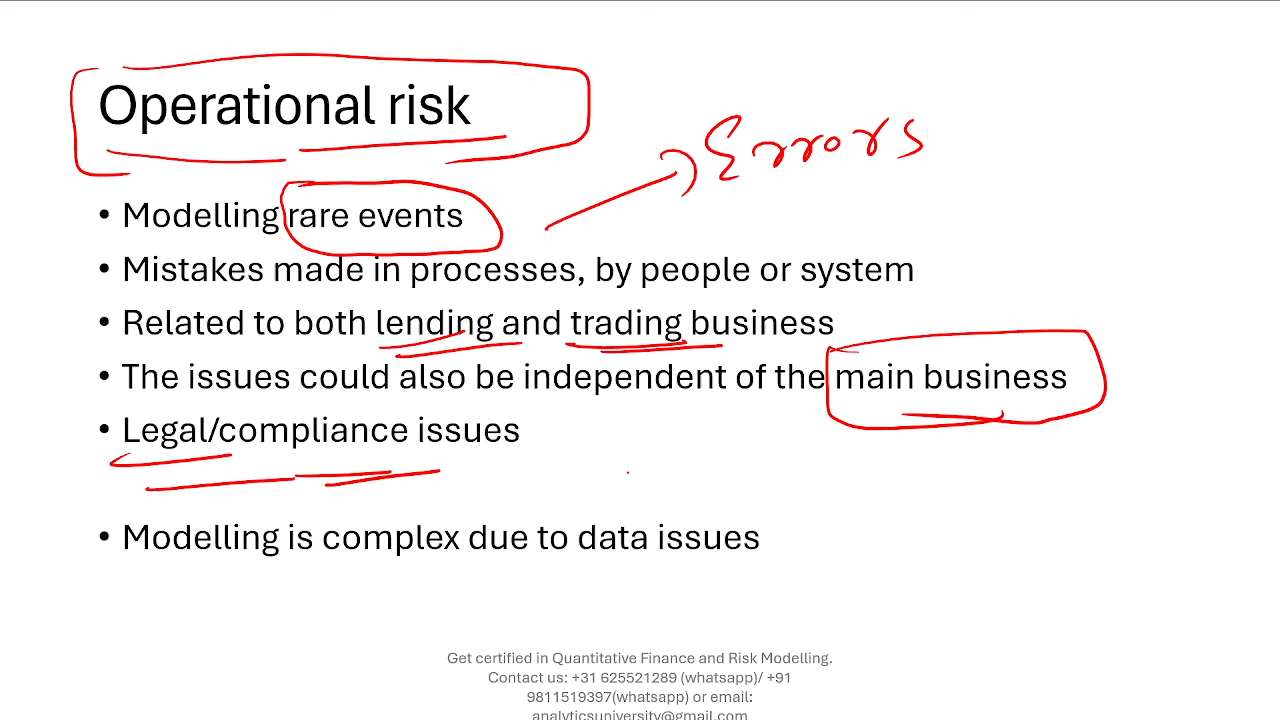 Operational risk
Errors
• Modelling rare events
• Mistakes made in processes, by people or system
• Related to both lending and trading business
• The issues could also be independent of the main business
• Legal/compliance issues
• Modelling is complex due to data issues
Get certified in Quantitative Finance and Risk Modelling.
Contact us: +31 625521289 (whatsapp)/ +91
9811519397(whatsapp) or email:
analyticsuniversity@gmail.com